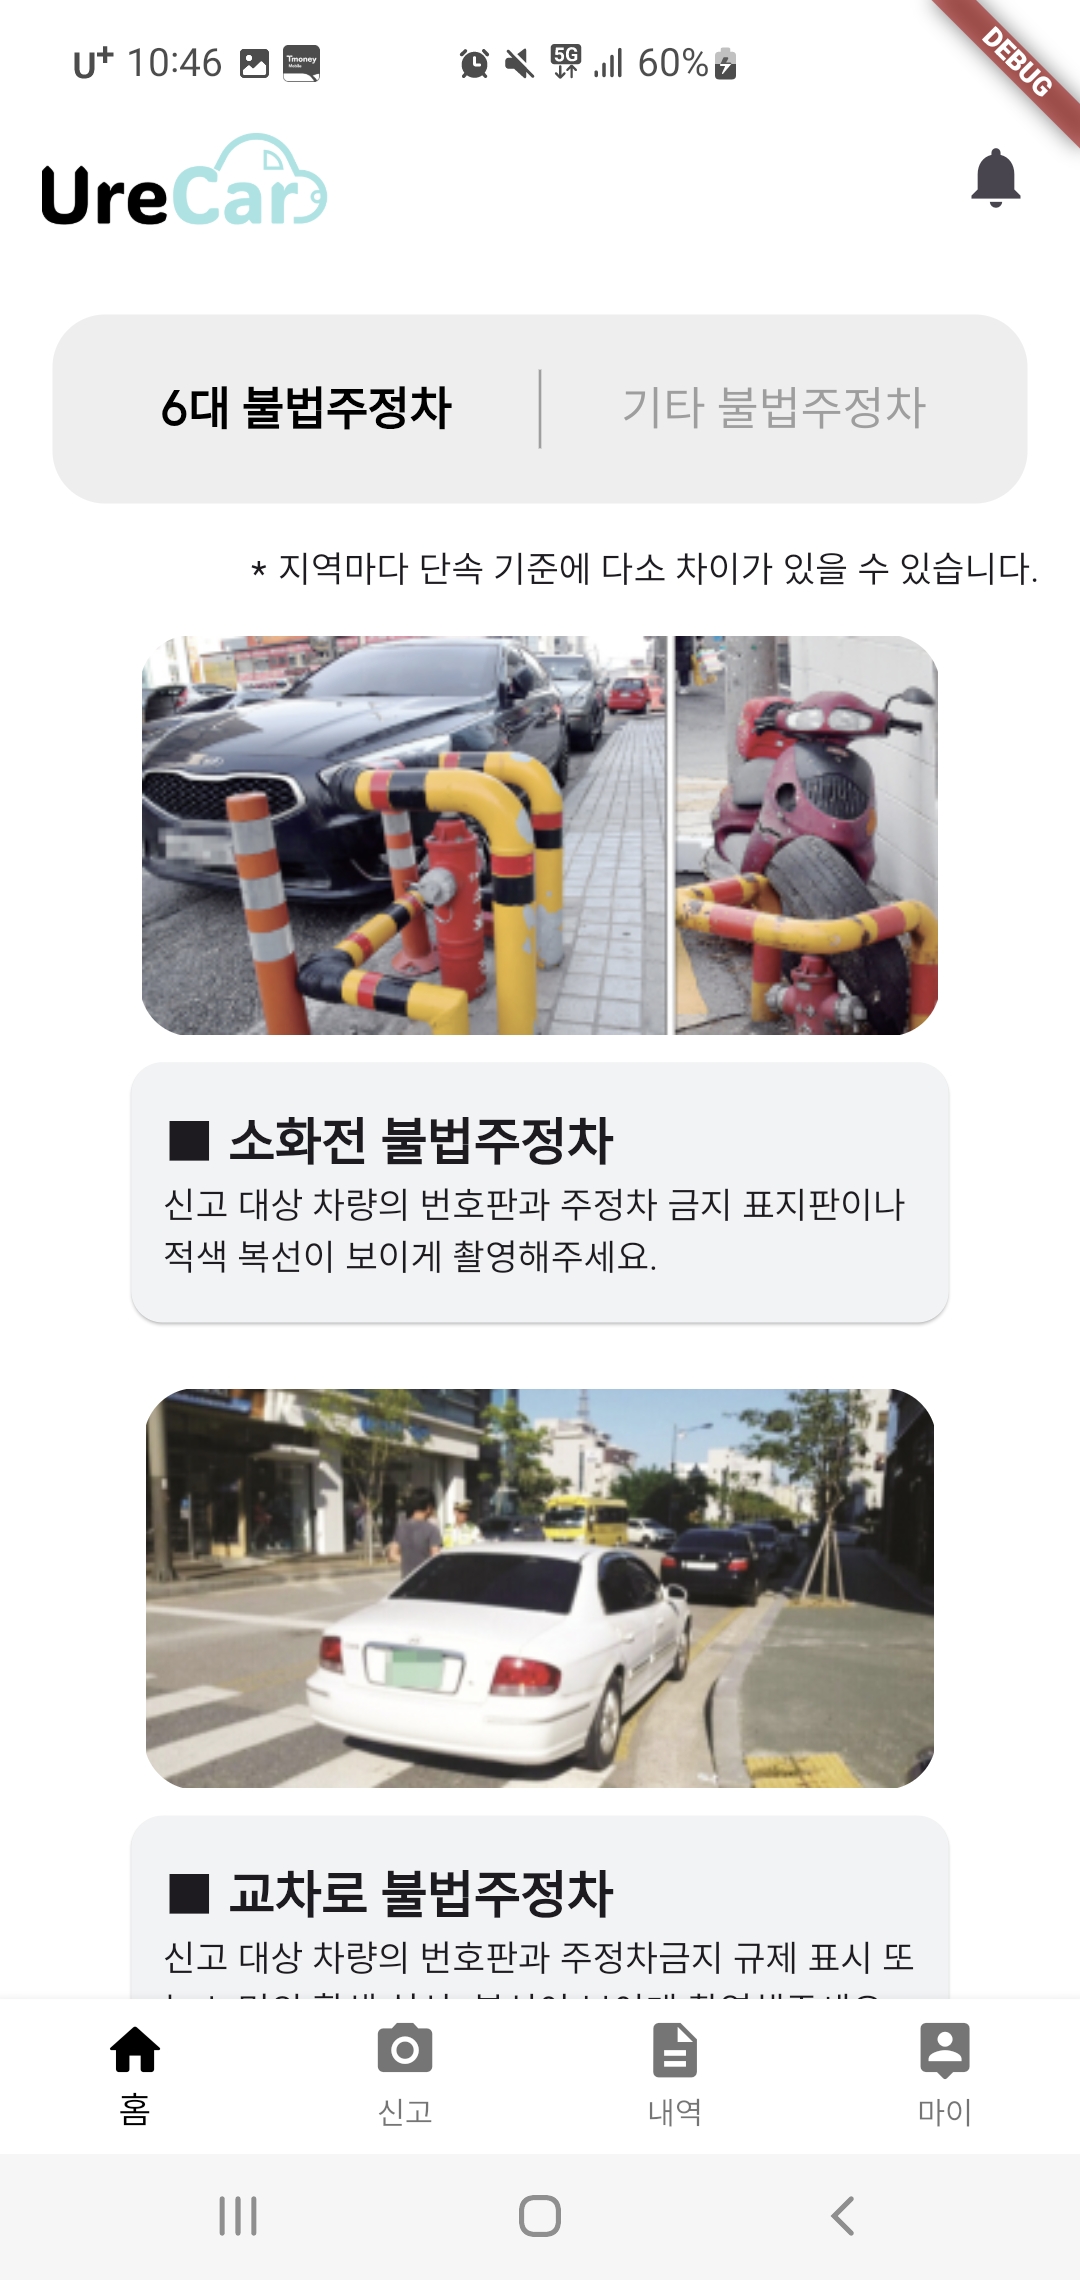 U+ 10:46 Tmoney 5G 60%
DEBUG
UreCar
6대 불법주정차 기타 불법주정차
* 지역마다 단속 기준에 다소 차이가 있을 수 있습니다.
■ 소화전 불법주정차
신고 대상 차량의 번호판과 주정차 금지 표지판이나
적색 복선이 보이게 촬영해주세요.
■ 교차로 불법주정차
신고 대상 차량의 번호판과 주정차금지 규제 표시 또
홈 신고 내역 마이